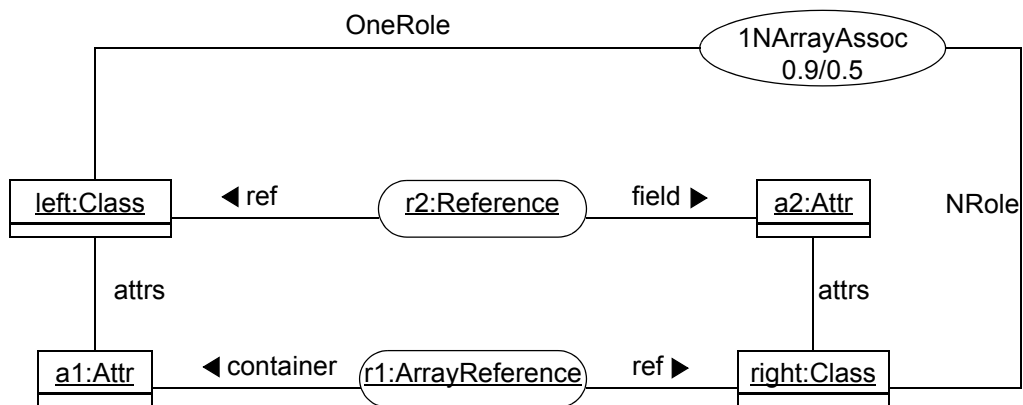 OneRole
1NArrayAssoc
0.9/0.5
left:Class
◀ ref
r2:Reference
field ▶
a2:Attr
NRole
attrs
attrs
a1:Attr
◀ container
r1:ArrayReference
ref ▶
right:Class